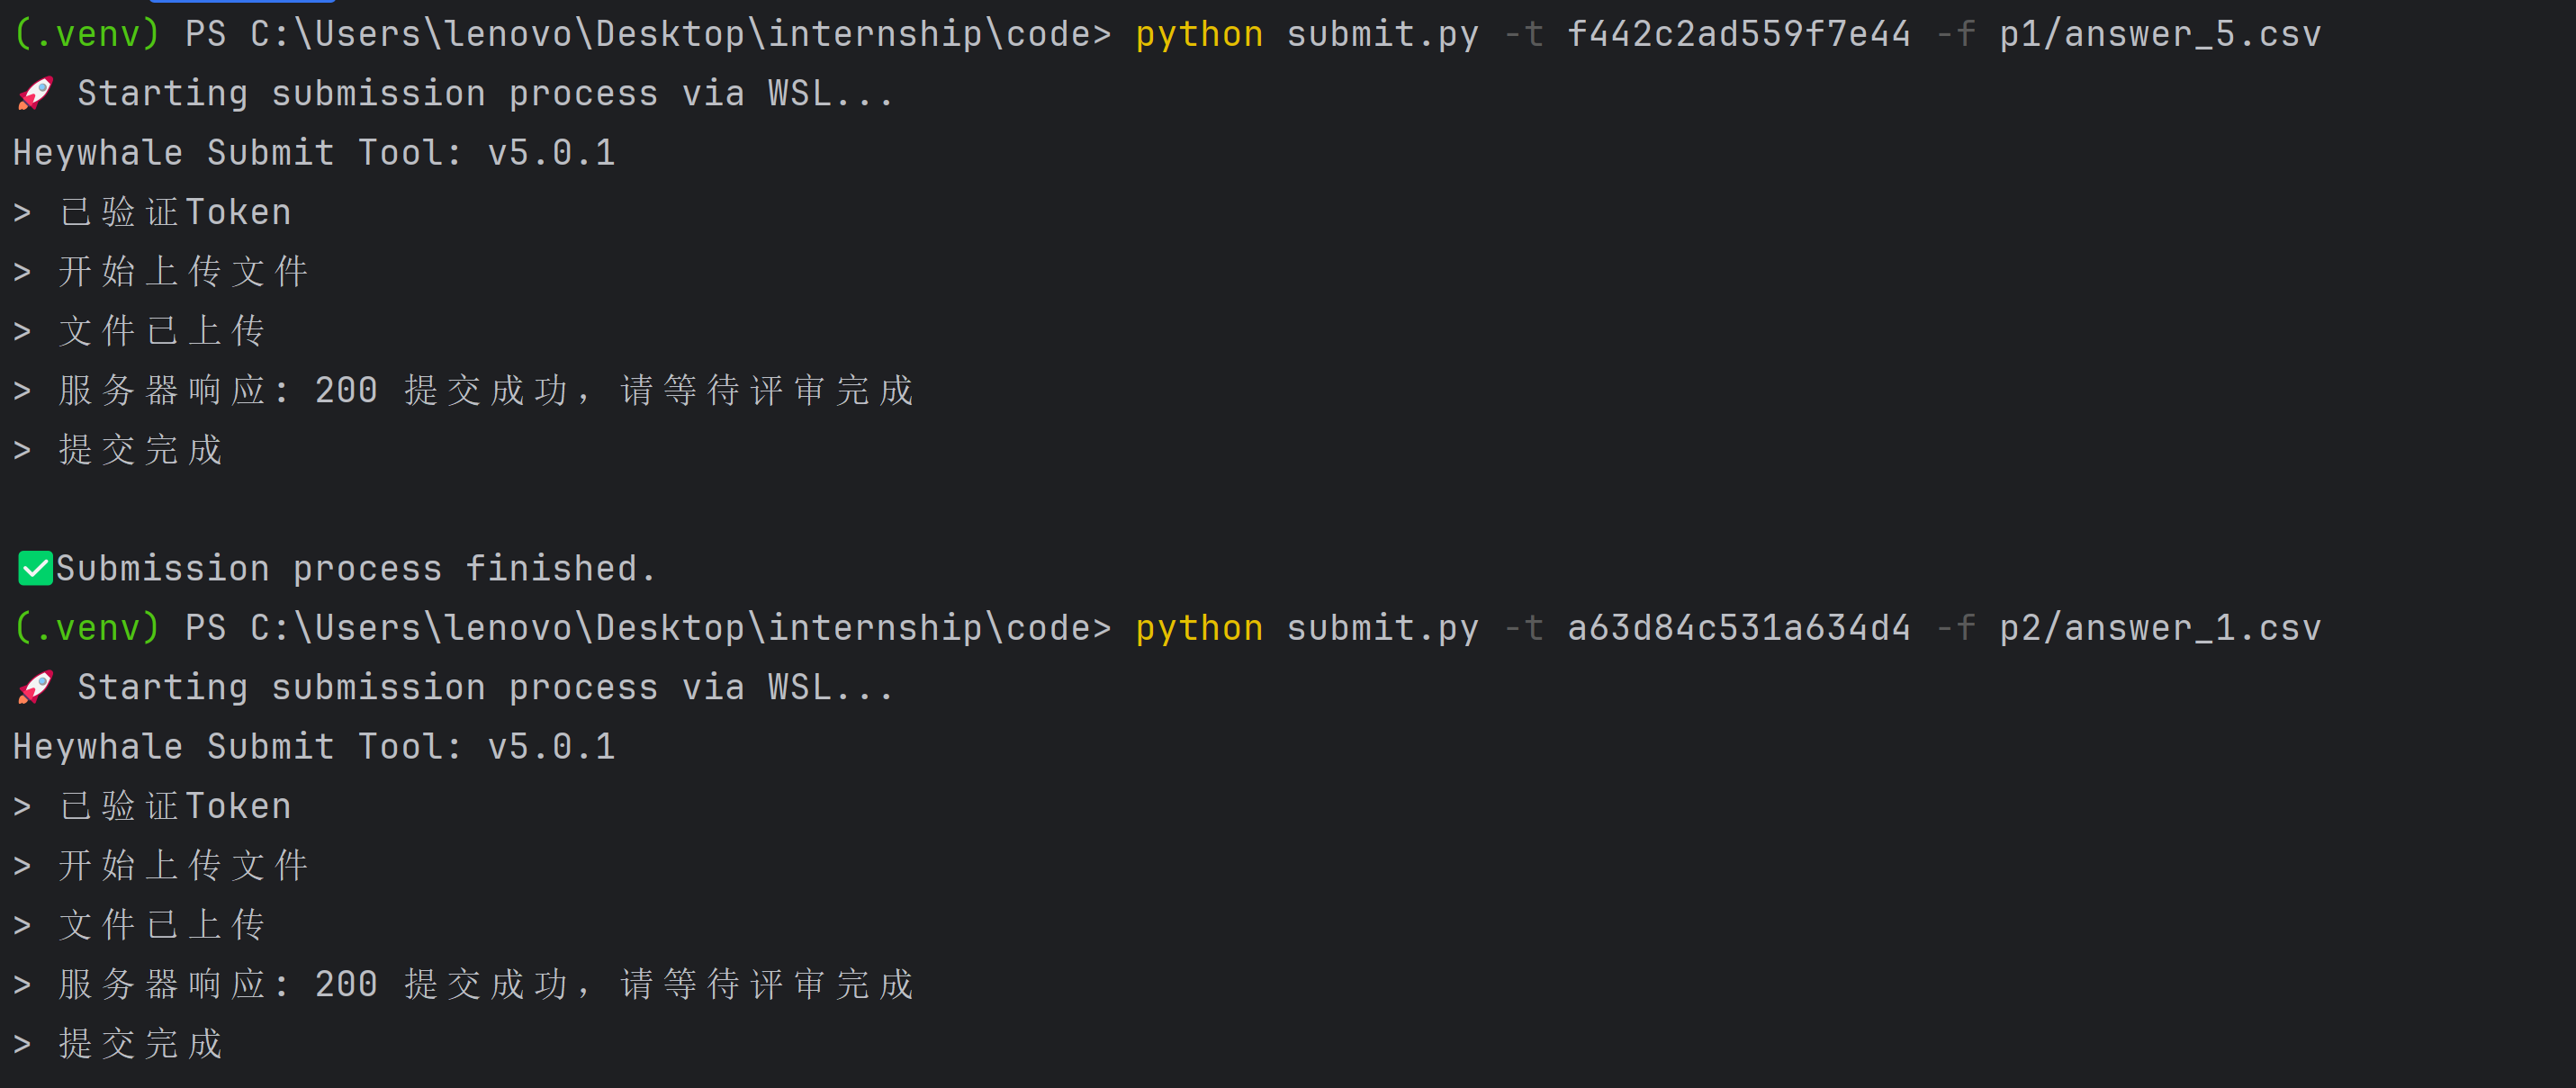 (.venv) PS C:\Users\lenovo\Desktop\internship\code> python submit.py -t f442c2ad559f7e44 -f p1/answer_5.csv
🚀 Starting submission process via WSL...
Heywhale Submit Tool: v5.0.1
> 已验证Token
> 开始上传文件
> 文件已上传
> 服务器响应: 200 提交成功，请等待评审完成
> 提交完成
✅Submission process finished.
(.venv) PS C:\Users\lenovo\Desktop\internship\code> python submit.py -t a63d84c531a634d4 -f p2/answer_1.csv
🚀 Starting submission process via WSL...
Heywhale Submit Tool: v5.0.1
> 已验证Token
> 开始上传文件
> 文件已上传
> 服务器响应: 200 提交成功，请等待评审完成
> 提交完成